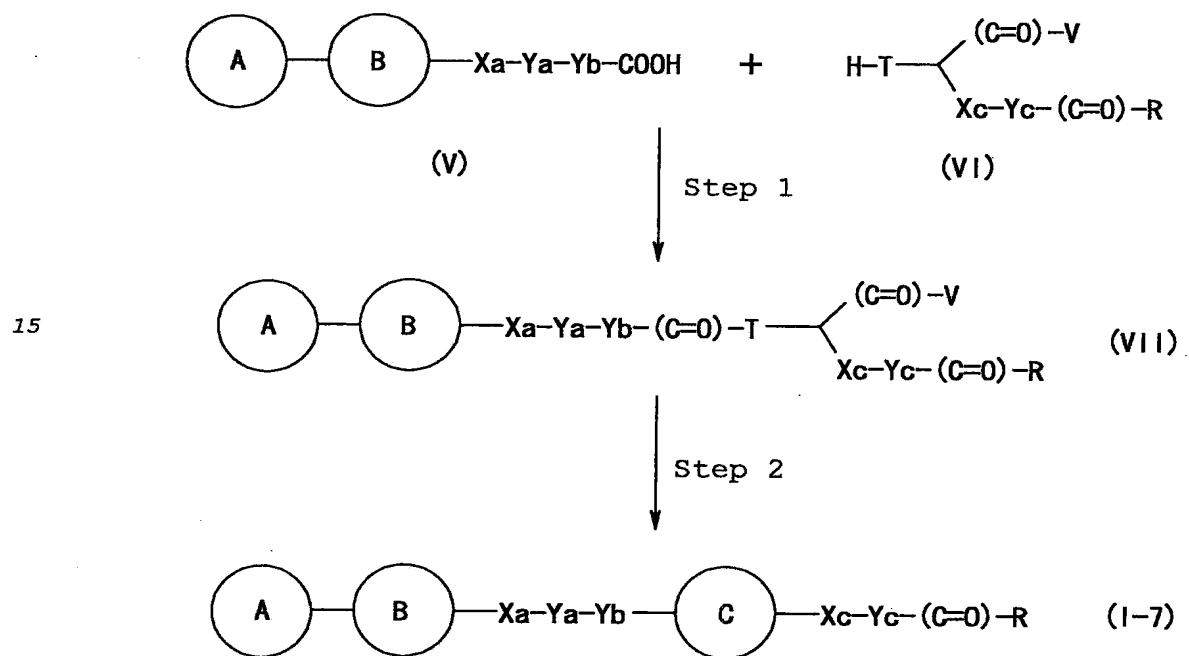 (C=O)-V
A B Xa-Ya-Yb-COOH + H-T
Xc-Yc-(C=O)-R
(V) (VI)
Step 1
(C=O)-V
15 A B Xa-Ya-Yb-(C=O)-T (VII)
Xc-Yc-(C=O)-R
Step 2
A B Xa-Ya-Yb C Xc-Yc-(C=O)-R (I-7)